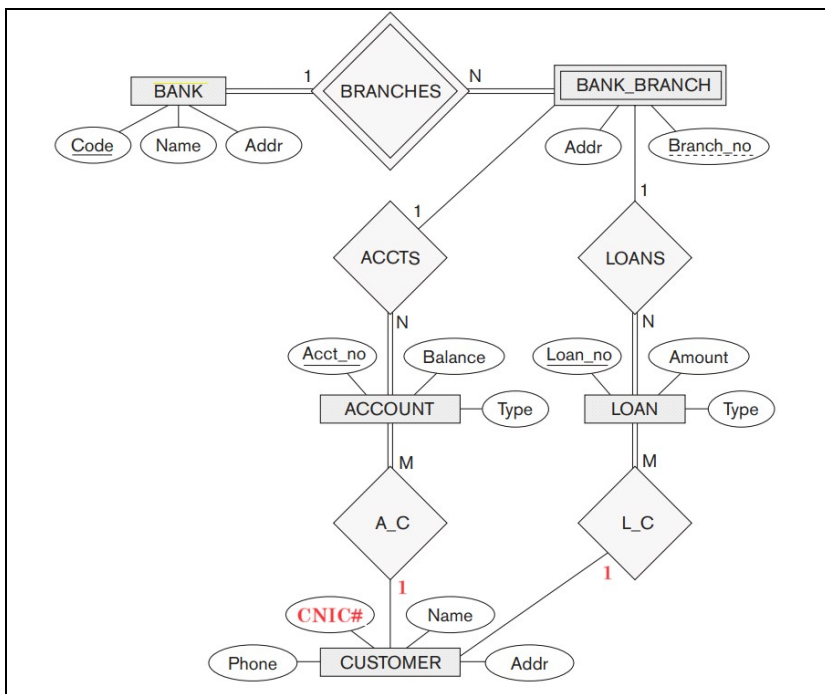 1
N
BANK
BRANCHES
BANK_BRANCH
Code
Name
Addr
Addr
Branch_no
1
1
ACCTS
LOANS
N
N
Acct_no
Balance
Loan_no
Amount
ACCOUNT
Type
LOAN
Type
M
M
A_C
L_C
1
1
CNIC#
Name
Phone
CUSTOMER
Addr